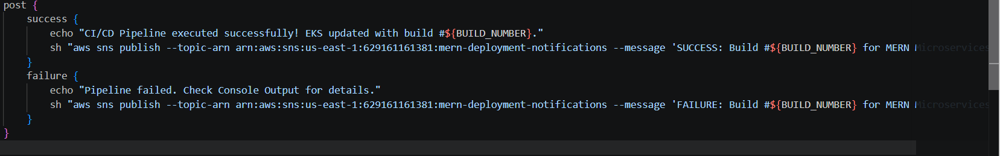 post {
    success {
        echo "CI/CD Pipeline executed successfully! EKS updated with build #${BUILD_NUMBER}."
        sh "aws sns publish --topic-arn arn:aws:sns:us-east-1:629161161381:mern-deployment-notifications --message 'SUCCESS: Build #${BUILD_NUMBER} for MERN Microservices
    }
    failure {
        echo "Pipeline failed. Check Console Output for details."
        sh "aws sns publish --topic-arn arn:aws:sns:us-east-1:629161161381:mern-deployment-notifications --message 'FAILURE: Build #${BUILD_NUMBER} for MERN Microservices
    }
}